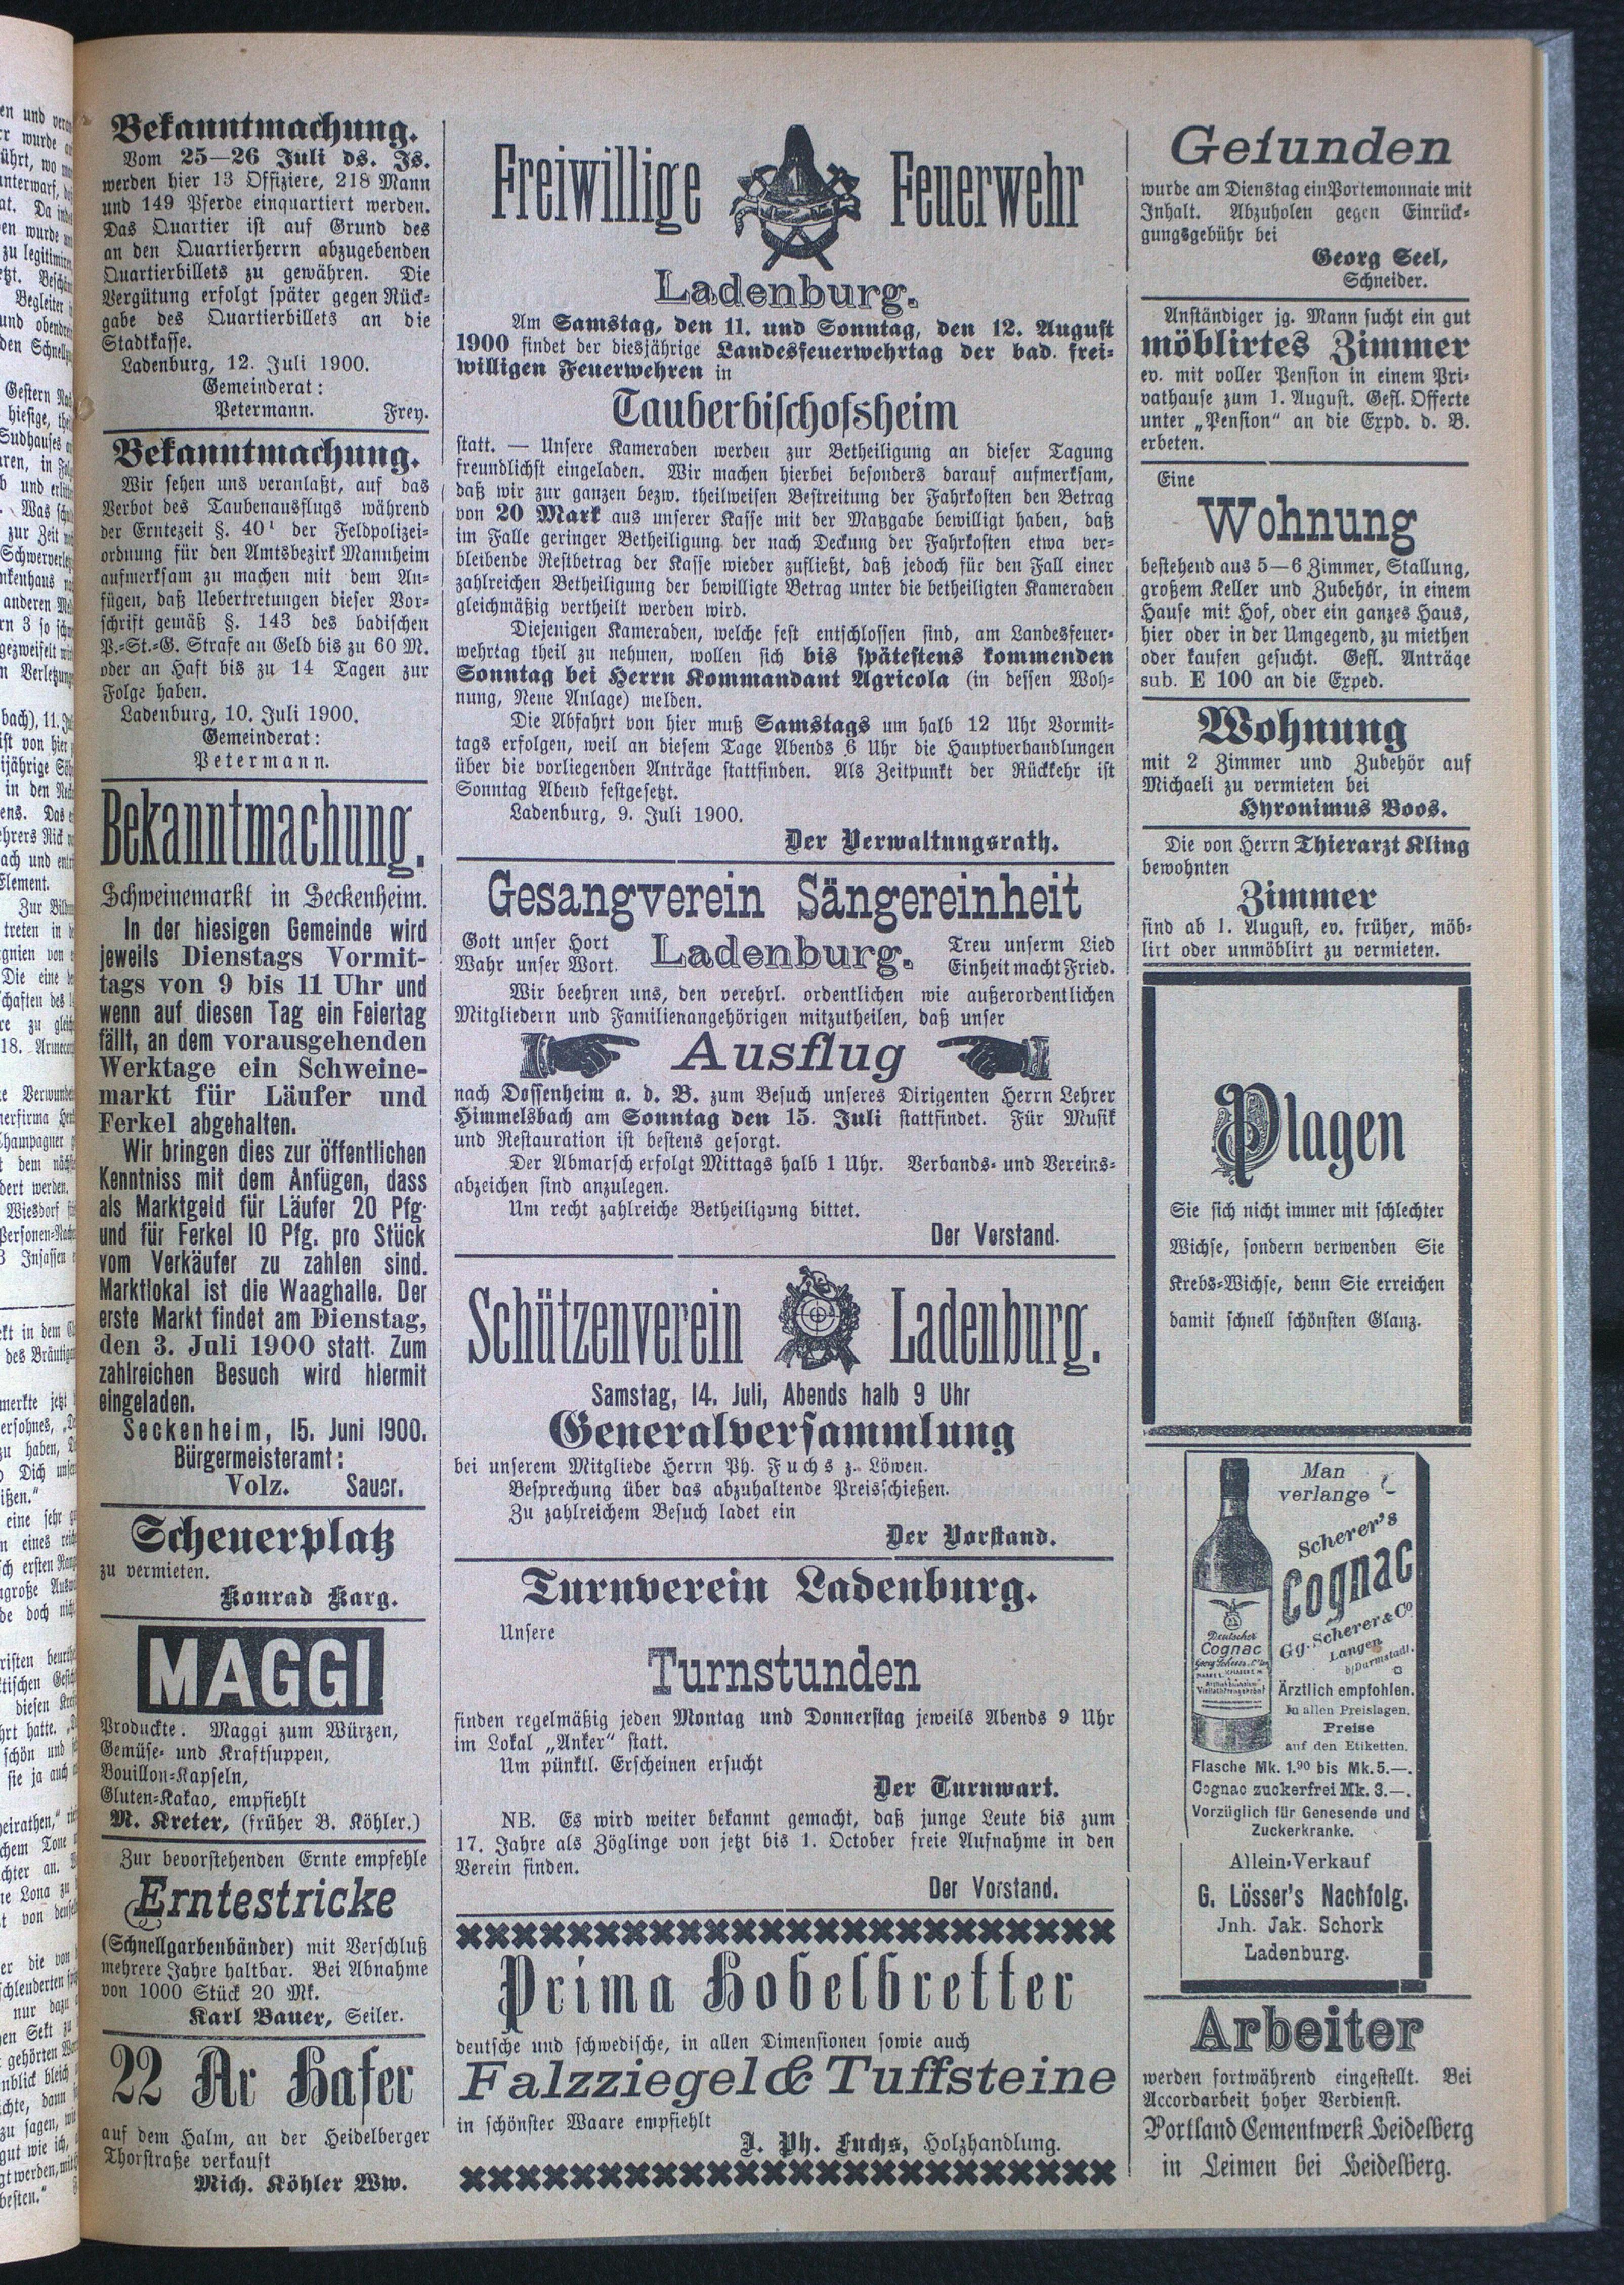 Bekanntmachung.
Vom 25—26 Juli ds. Js.
werden hier 13 Offiziere, 218 Mann
und 149 Pferde einquartiert werden.
Das Quartier ist auf Grund des
an den Quartierherrn abzugebenden
Quartierbillets zu gewähren. Die
Vergütung erfolgt später gegen Rück-
gabe des Quartierbillets an die
Stadtkasse.
Ladenburg, 12. Juli 1900.
Gemeinderat:
Petermann. Frey.
Bekanntmachung.
Wir sehen uns veranlaßt, auf das
Verbot des Taubenausflugs während
der Erntezeit §. 40¹ der Feldpolizei-
ordnung für den Amtsbezirk Mannheim
aufmerksam zu machen mit dem An-
fügen, daß Uebertretungen dieser Vor-
schrift gemäß §. 143 des badischen
P.-St.-G. Strafe an Geld bis zu 60 M.
oder an Haft bis zu 14 Tagen zur
Folge haben.
Ladenburg, 10. Juli 1900.
Gemeinderat:
Petermann.
Bekanntmachung.
Schweinemarkt in Seckenheim.
In der hiesigen Gemeinde wird
jeweils Dienstags Vormit-
tags von 9 bis 11 Uhr und
wenn auf diesen Tag ein Feiertag
fällt, an dem vorausgehenden
Werktage ein Schweine-
markt für Läufer und
Ferkel abgehalten.
Wir bringen dies zur öffentlichen
Kenntniss mit dem Anfügen, dass
als Marktgeld für Läufer 20 Pfg.
und für Ferkel 10 Pfg. pro Stück
vom Verkäufer zu zahlen sind.
Marktlokal ist die Waaghalle. Der
erste Markt findet am Dienstag,
den 3. Juli 1900 statt. Zum
zahlreichen Besuch wird hiermit
eingeladen.
Seckenheim, 15. Juni 1900.
Bürgermeisteramt:
Volz. Sauer.
Scheuerplatz
zu vermieten.
Konrad Karg.
MAGGI
Produckte: Maggi zum Würzen,
Gemüse- und Kraftsuppen,
Bouillon-Kapseln,
Gluten-Kakao, empfiehlt
M. Kreter, (früher B. Köhler.)
Zur bevorstehenden Ernte empfehle
Erntestricke
(Schnellgarbenbänder) mit Verschluß
mehrere Jahre haltbar. Bei Abnahme
von 1000 Stück 20 Mk.
Karl Bauer, Seiler.
22 Ar Hafer
auf dem Halm, an der Heidelberger
Thorstraße verkauft
Mich. Köhler Ww.
Freiwillige Feuerwehr
Ladenburg.
Am Samstag, den 11. und Sonntag, den 12. August
1900 findet der diesjährige Landesfeuerwehrtag der bad. frei-
willigen Feuerwehren in
Tauberbischofsheim
statt. — Unsere Kameraden werden zur Betheiligung an dieser Tagung
freundlichst eingeladen. Wir machen hierbei besonders darauf aufmerksam,
daß wir zur ganzen bezw. theilweisen Bestreitung der Fahrkosten den Betrag
von 20 Mark aus unserer Kasse mit der Maßgabe bewilligt haben, daß
im Falle geringer Betheiligung der nach Deckung der Fahrkosten etwa ver-
bleibende Restbetrag der Kasse wieder zufließt, daß jedoch für den Fall einer
zahlreichen Betheiligung der bewilligte Betrag unter die betheiligten Kameraden
gleichmäßig vertheilt werden wird.
Diejenigen Kameraden, welche fest entschlossen sind, am Landesfeuer-
wehrtag theil zu nehmen, wollen sich bis spätestens kommenden
Sonntag bei Herrn Kommandant Agricola (in dessen Woh-
nung, Neue Anlage) melden.
Die Abfahrt von hier muß Samstags um halb 12 Uhr Vormit-
tags erfolgen, weil an diesem Tage Abends 6 Uhr die Hauptverhandlungen
über die vorliegenden Anträge stattfinden. Als Zeitpunkt der Rückkehr ist
Sonntag Abend festgesetzt.
Ladenburg, 9. Juli 1900.
Der Verwaltungsrath.
Gesangverein Sängereinheit
Gott unser Hort Ladenburg. Treu unserm Lied
Wahr unser Wort. Einheit macht Fried.
Wir beehren uns, den verehrl. ordentlichen wie außerordentlichen
Mitgliedern und Familienangehörigen mitzutheilen, daß unser
Ausflug
nach Dossenheim a. d. B. zum Besuch unseres Dirigenten Herrn Lehrer
Himmelsbach am Sonntag den 15. Juli stattfindet. Für Musik
und Restauration ist bestens gesorgt.
Der Abmarsch erfolgt Mittags halb 1 Uhr. Verbands- und Vereins-
abzeichen sind anzulegen.
Um recht zahlreiche Betheiligung bittet.
Der Vorstand.
Schützenverein Ladenburg.
Samstag, 14. Juli, Abends halb 9 Uhr
Generalversammlung
bei unserem Mitgliede Herrn Ph. Fuchs z. Löwen.
Besprechung über das abzuhaltende Preisschießen.
Zu zahlreichem Besuch ladet ein
Der Vorstand.
Turnverein Ladenburg.
Unsere
Turnstunden
finden regelmäßig jeden Montag und Donnerstag jeweils Abends 9 Uhr
im Lokal „Anker“ statt.
Um pünktl. Erscheinen ersucht
Der Turnwart.
NB. Es wird weiter bekannt gemacht, daß junge Leute bis zum
17. Jahre als Zöglinge von jetzt bis 1. October freie Aufnahme in den
Verein finden.
Der Vorstand.
Prima Hobelbretter
deutsche und schwedische, in allen Dimensionen sowie auch
Falzziegel & Tuffsteine
in schönster Waare empfiehlt
J. Ph. Fuchs, Holzhandlung.
Gefunden
wurde am Dienstag ein Portemonnaie mit
Inhalt. Abzuholen gegen Einrück-
gungsgebühr bei
Georg Seel,
Schneider.
Anständiger jg. Mann sucht ein gut
möblirtes Zimmer
ev. mit voller Pension in einem Pri-
vathause zum 1. August. Gefl. Offerte
unter „Pension“ an die Expd. d. B.
erbeten.
Eine
Wohnung
bestehend aus 5—6 Zimmer, Stallung,
großem Keller und Zubehör, in einem
Hause mit Hof, oder ein ganzes Haus,
hier oder in der Umgegend, zu miethen
oder kaufen gesucht. Gefl. Anträge
sub. E 100 an die Exped.
Wohnung
mit 2 Zimmer und Zubehör auf
Michaeli zu vermieten bei
Hyronimus Boos.
Die von Herrn Thierarzt Kling
bewohnten
Zimmer
sind ab 1. August, ev. früher, möb-
lirt oder unmöblirt zu vermieten.
Plagen
Sie sich nicht immer mit schlechter
Wichse, sondern verwenden Sie
Krebs-Wichse, denn Sie erreichen
damit schnell schönsten Glanz.
Man
verlange
Scherer's
Cognac
Gg. Scherer & Co
Langen
b/Darmstadt.
Deutscher
Cognac
Ärztlich empfohlen.
In allen Preislagen.
Preise
auf den Etiketten.
Flasche Mk. 1.90 bis Mk. 5.—.
Cognac zuckerfrei Mk. 3.—.
Vorzüglich für Genesende und
Zuckerkranke.
Allein-Verkauf
G. Lösser's Nachfolg.
Jnh. Jak. Schork
Ladenburg.
Arbeiter
werden fortwährend eingestellt. Bei
Accordarbeit hoher Verdienst.
Portland Cementwerk Heidelberg
in Leimen bei Heidelberg.